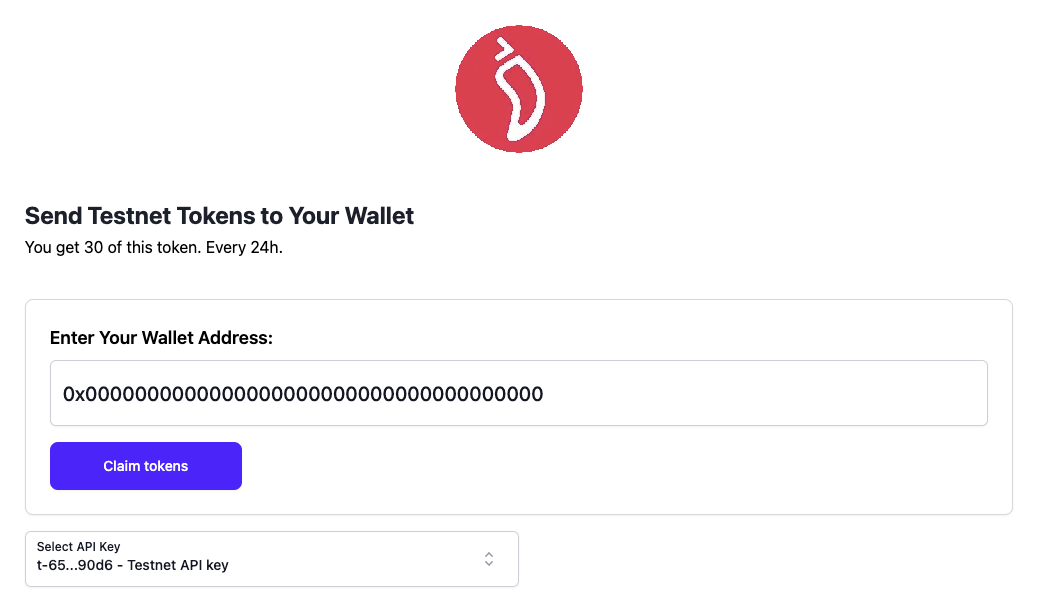 Send Testnet Tokens to Your Wallet
You get 30 of this token. Every 24h.
Enter Your Wallet Address:
0x0000000000000000000000000000000000000000
Claim tokens
Select API Key
t-65...90d6 - Testnet API key